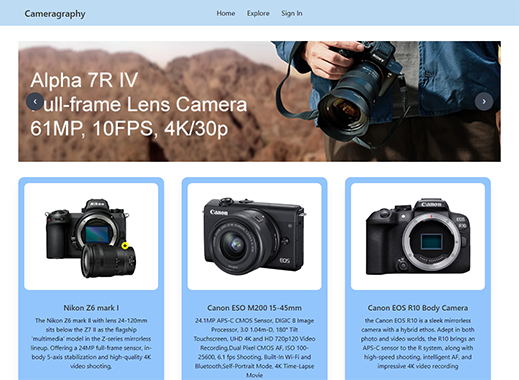 Cameragraphy Home Explore Sign In
Alpha 7R IV
Full-frame Lens Camera
61MP, 10FPS, 4K/30p
Nikon
Canon
EOS
Canon
EOS
R10
Nikon Z6 mark I
The Nikon Z6 mark II with lens 24-120mm
sits below the Z7 II as the flagship
'multimedia' model in the Z-series mirrorless
lineup. Offering a 24MP full-frame sensor, in-
body 5-axis stabilization and high-quality 4K
video shooting,
Canon ESO M200 15-45mm
24.1MP APS-C CMOS Sensor, DIGIC 8 Image
Processor, 3.0 1.04m-D, 180° Tilt
Touchscreen, UHD 4K and HD 720p120 Video
Recording,Dual Pixel CMOS AF, ISO 100-
25600, 6.1 fps Shooting, Built-In Wi-Fi and
Bluetooth,Self-Portrait Mode, 4K Time-Lapse
Movie
Canon EOS R10 Body Camera
the Canon EOS R10 is a sleek mirrorless
camera with a hybrid ethos. Adept in both
photo and video worlds, the R10 brings an
APS-C sensor to the R system, along with
high-speed shooting, intelligent AF, and
impressive 4K video recording